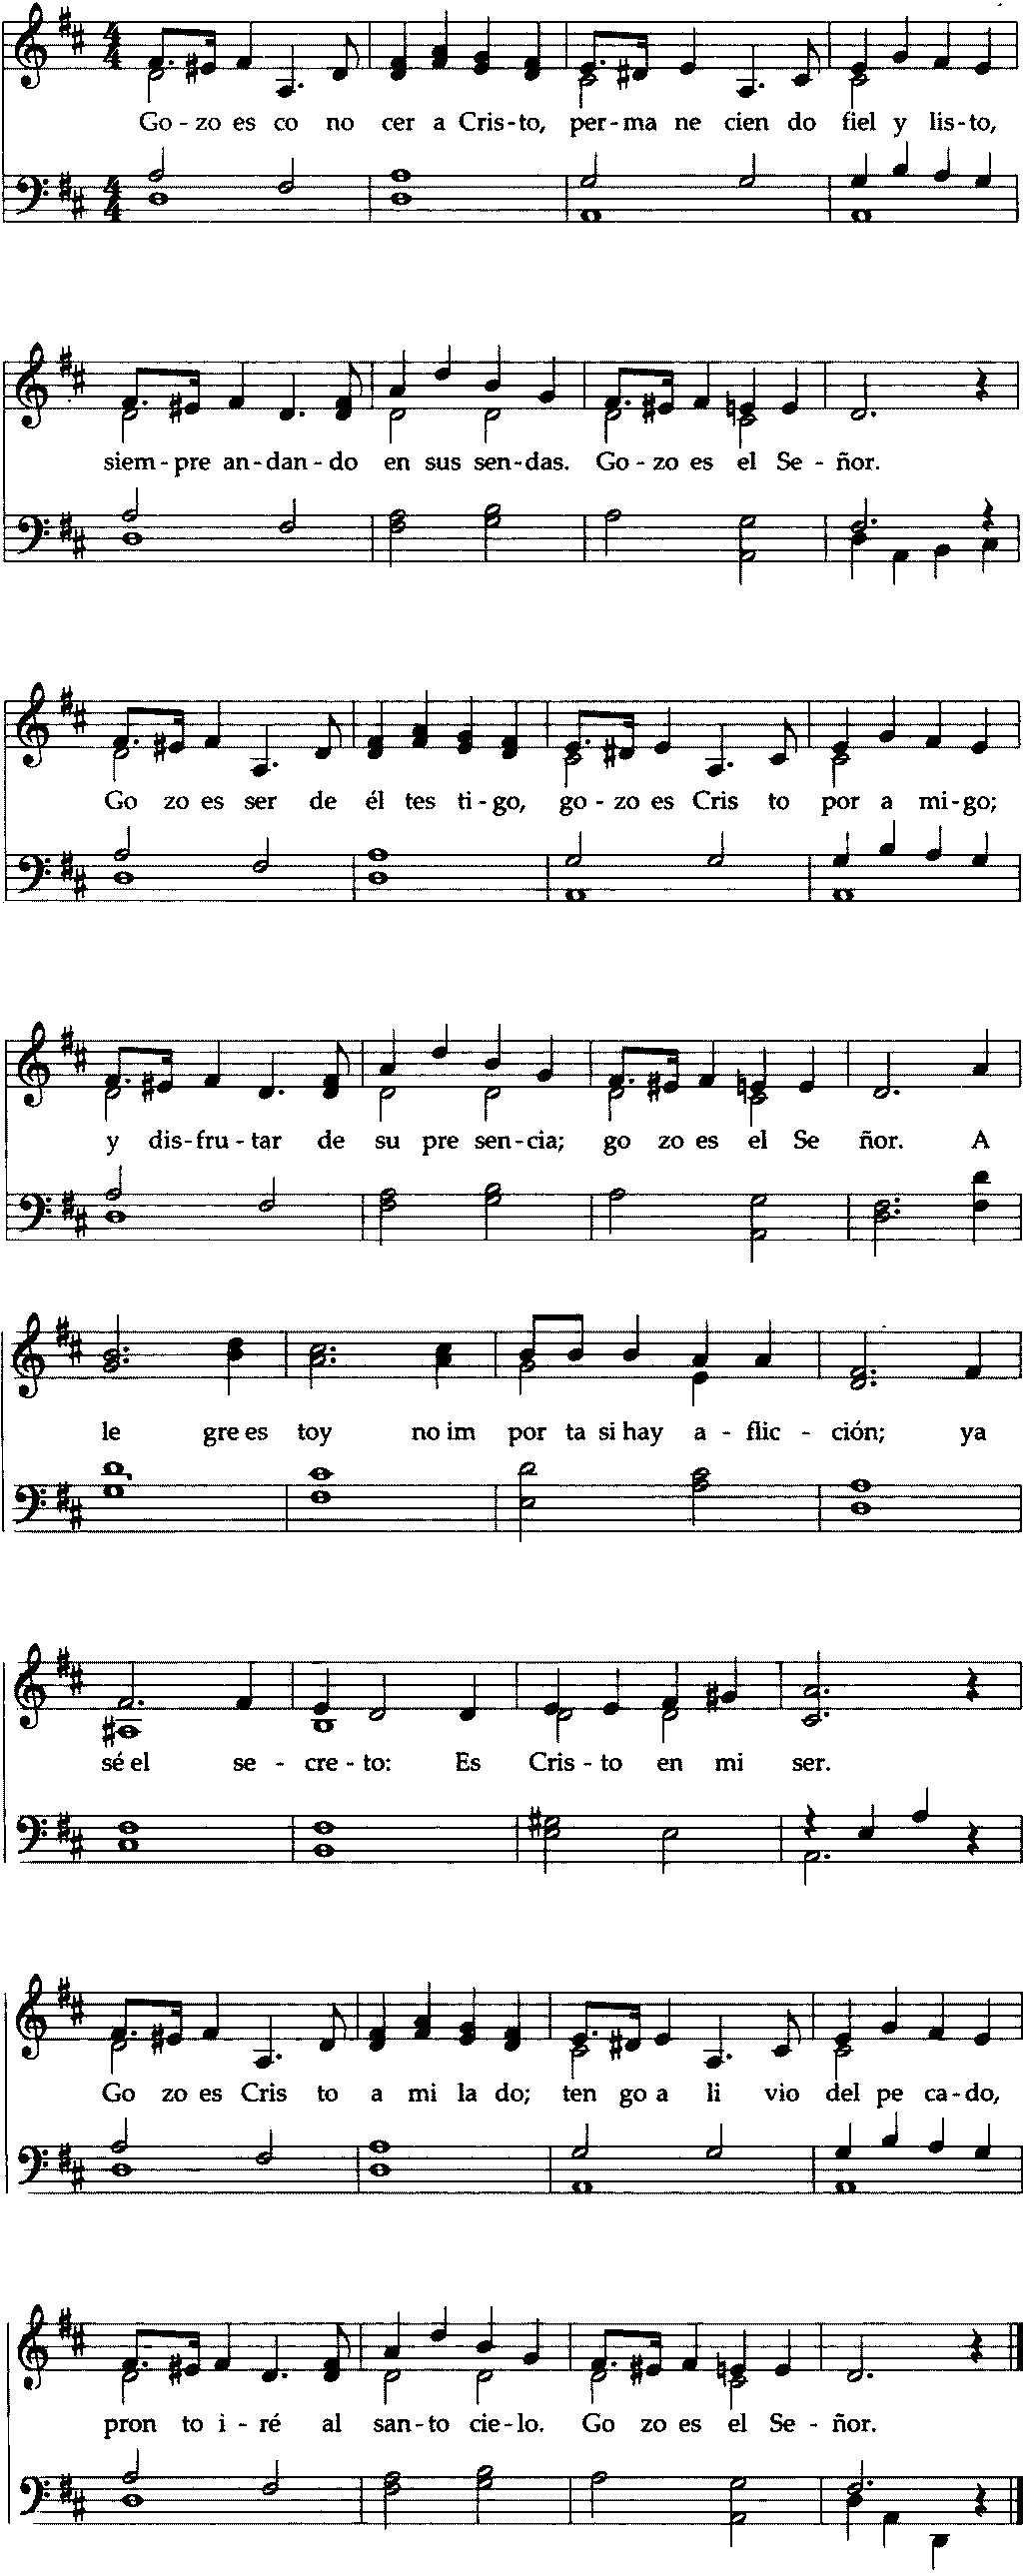 Go - zo es co no cer a Cris - to, per - ma ne cien do fiel y lis - to,
siem - pre an - dan - do en sus sen - das. Go - zo es el Se - ñor.
Go zo es ser de él tes ti - go, go - zo es Cris to por a mi - go;
y dis - fru - tar de su pre sen - cia; go zo es el Se ñor. A
le gre es toy no im por ta si hay a - flic - ción; ya
sé el se - cre - to: Es Cris - to en mi ser.
Go zo es Cris to a mi la do; ten go a li vio del pe ca - do,
pron to i - ré al san - to cie - lo. Go zo es el Se - ñor.